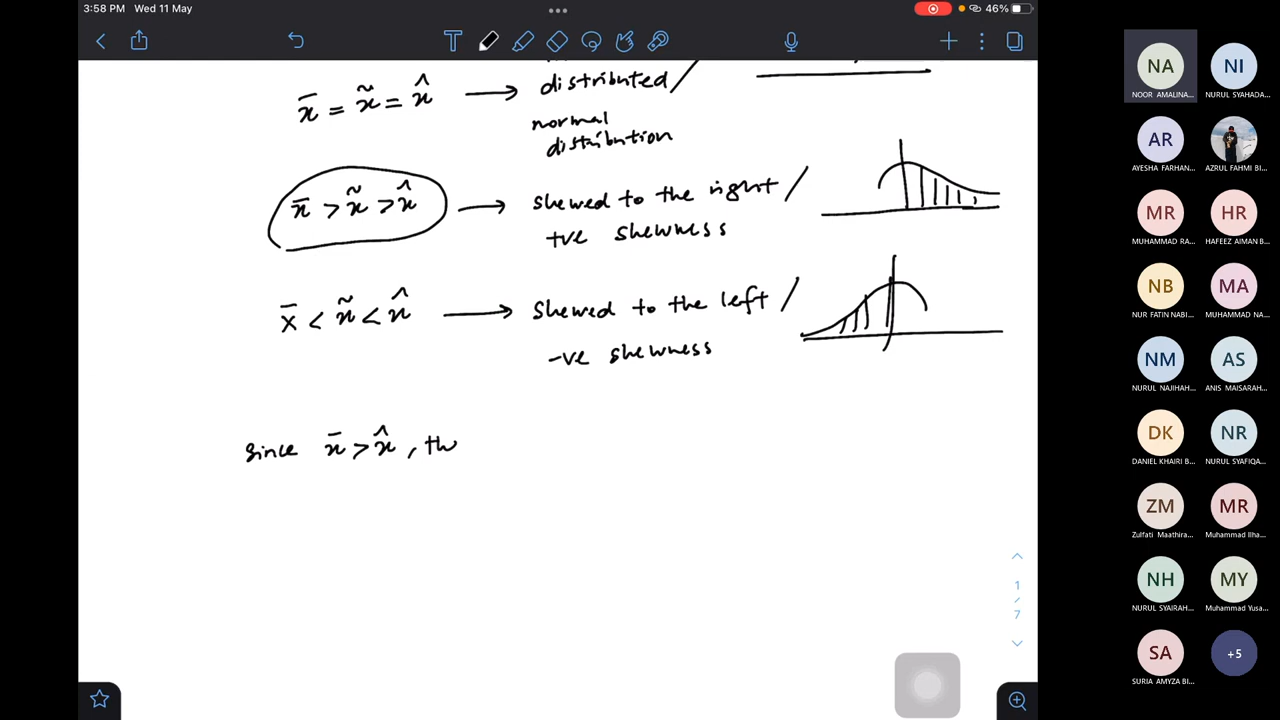 3:58 PM Wed 11 May
46%
distributed/
x̄ = x̃ = x̂ →
normal
distribution
x̄ > x̃ > x̂ → skewed to the right /
+ve skewness
x̄ < x̃ < x̂ → skewed to the left /
-ve skewness
since x̄ > x̂ , th
1
/
7
NA
NOOR AMALINA...
NI
NURUL SYAHADA...
AR
AYESHA FARHAN...
AZRUL FAHMI BI...
MR
MUHAMMAD RA...
HR
HAFEEZ AIMAN B...
NB
NUR FATIN NABI...
MA
MUHAMMAD NA...
NM
NURUL NAJIHAH...
AS
ANIS MAISARAH...
DK
DANIEL KHAIRI B...
NR
NURUL SYAFIQA...
ZM
Zulfati Maathira...
MR
Muhammad Ilha...
NH
NURUL SYAIRAH...
MY
Muhammad Yusa...
SA
SURIA AMYZA BI...
+5